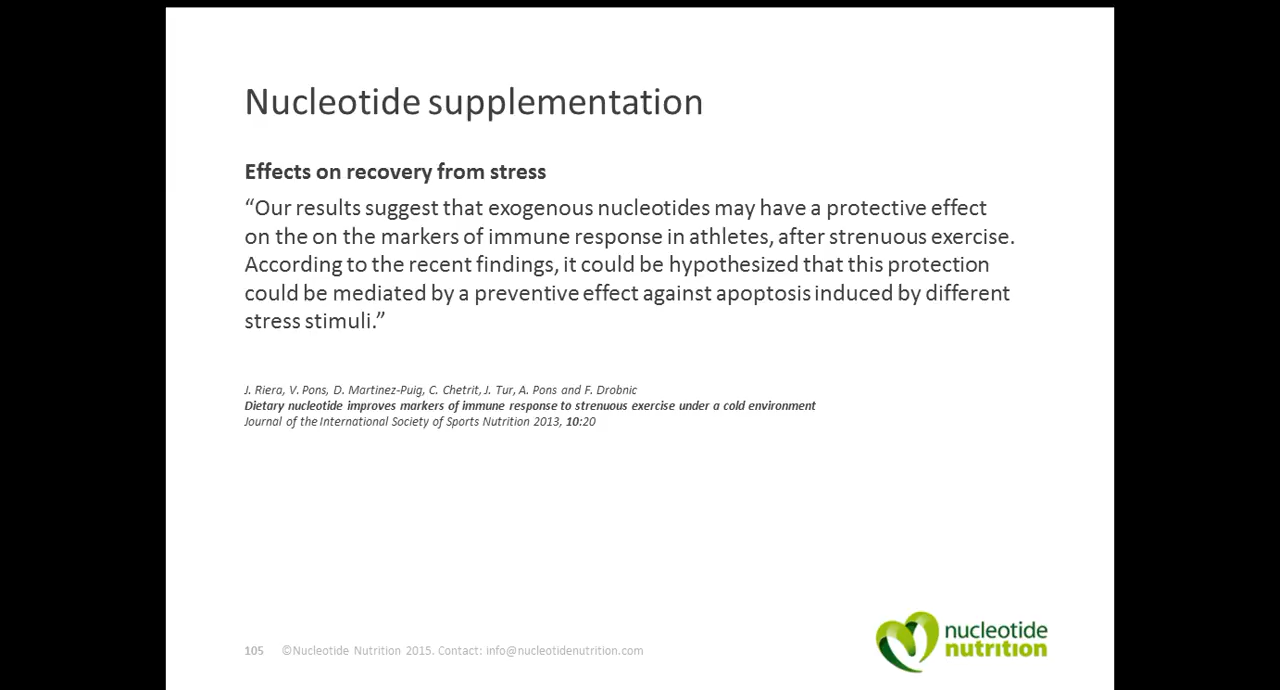 Nucleotide supplementation
Effects on recovery from stress
“Our results suggest that exogenous nucleotides may have a protective effect
on the on the markers of immune response in athletes, after strenuous exercise.
According to the recent findings, it could be hypothesized that this protection
could be mediated by a preventive effect against apoptosis induced by different
stress stimuli.”
J. Riera, V. Pons, D. Martinez-Puig, C. Chetrit, J. Tur, A. Pons and F. Drobnic
Dietary nucleotide improves markers of immune response to strenuous exercise under a cold environment
Journal of the International Society of Sports Nutrition 2013, 10:20
105 ©Nucleotide Nutrition 2015. Contact: info@nucleotidenutrition.com
nucleotide
nutrition